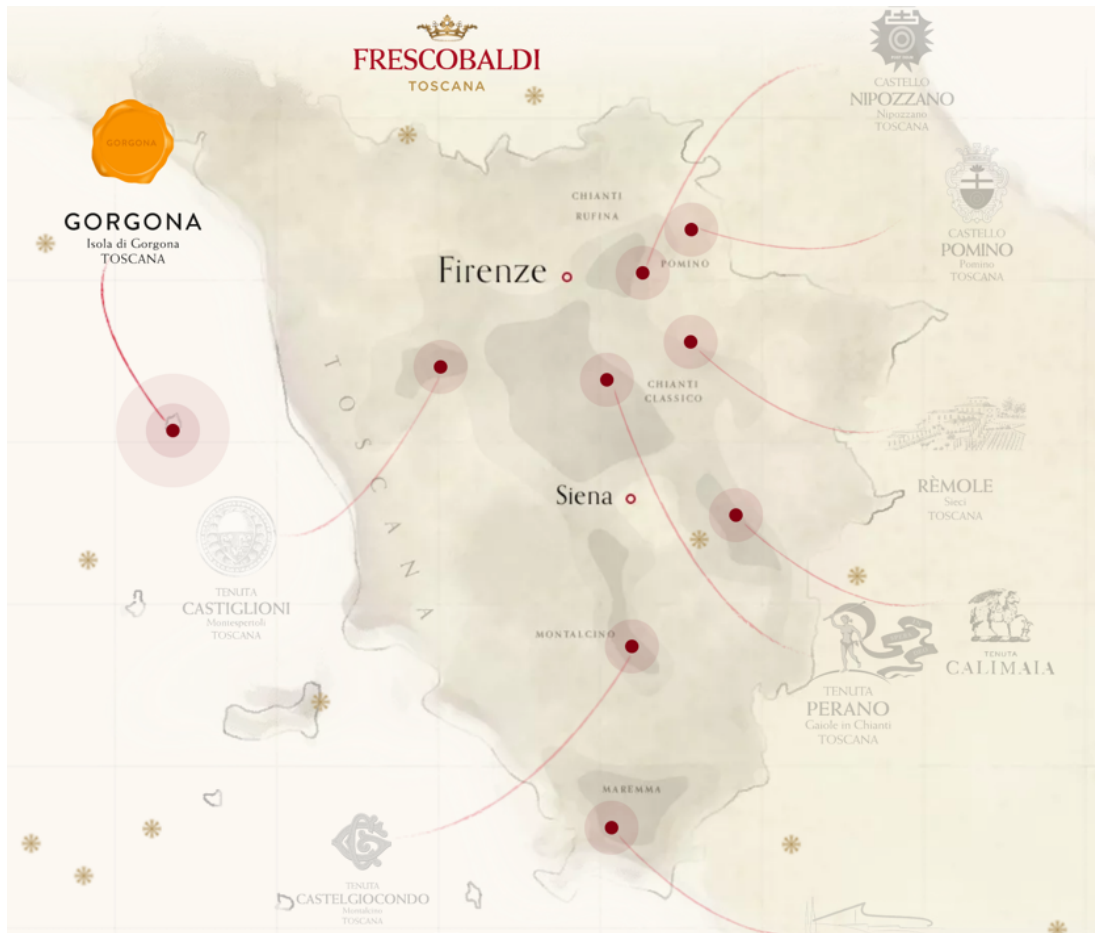 FRESCOBALDI
TOSCANA
GORGONA
GORGONA
Isola di Gorgona
TOSCANA
CASTELLO
NIPOZZANO
Nipozzano
TOSCANA
CASTELLO
POMINO
Pomino
TOSCANA
CHIANTI
RUFINA
POMINO
Firenze
TOSCANA
CHIANTI
CLASSICO
RÈMOLE
Sieci
TOSCANA
Siena
TENUTA
CASTIGLIONI
Montespertoli
TOSCANA
MONTALCINO
TENUTA
CALIMAIA
TENUTA
PERANO
Gaiole in Chianti
TOSCANA
MAREMMA
TENUTA
CASTELGIOCONDO
Montalcino
TOSCANA